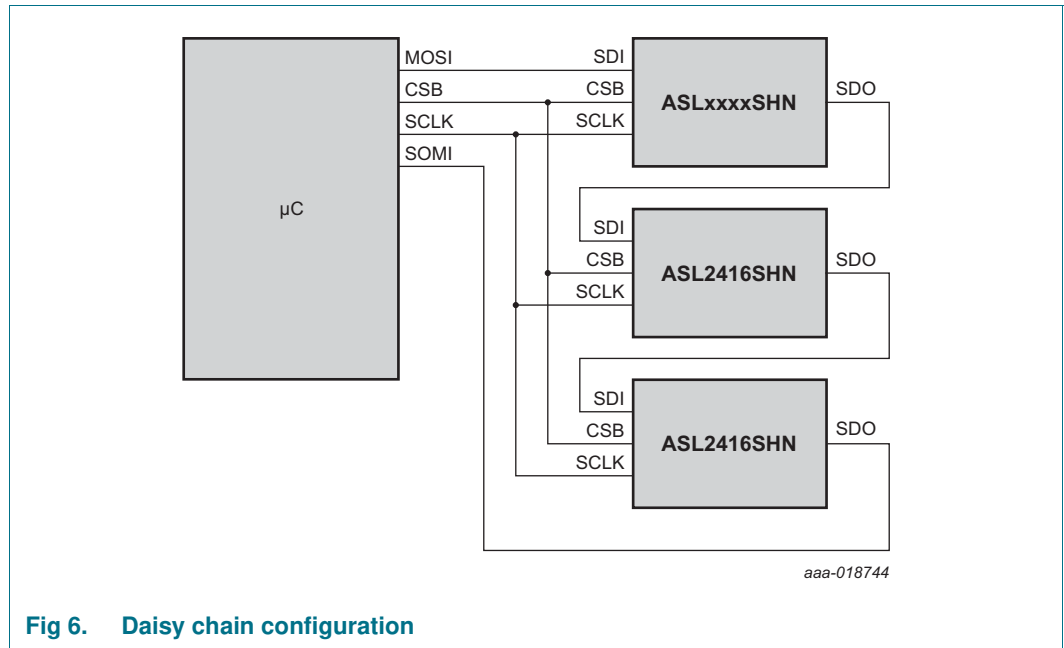 MOSI
CSB
SCLK
SOMI
µC
SDI
CSB
SCLK
ASLxxxxSHN
SDO
SDI
CSB
SCLK
ASL2416SHN
SDO
SDI
CSB
SCLK
ASL2416SHN
SDO
aaa-018744
Fig 6. Daisy chain configuration